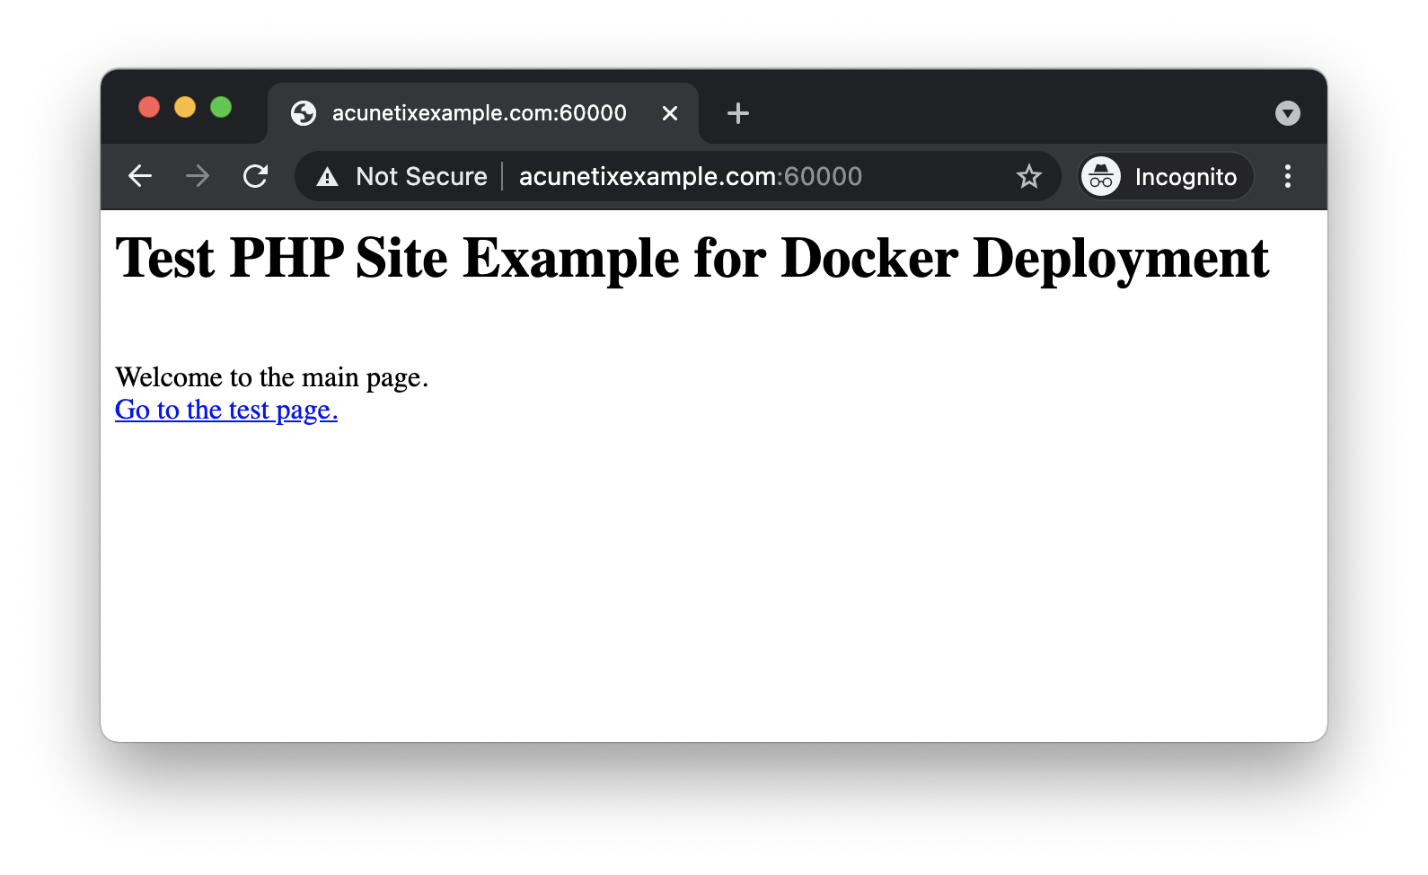 acunetixexample.com:60000
Not Secure acunetixexample.com:60000 Incognito
Test PHP Site Example for Docker Deployment
Welcome to the main page.
Go to the test page.